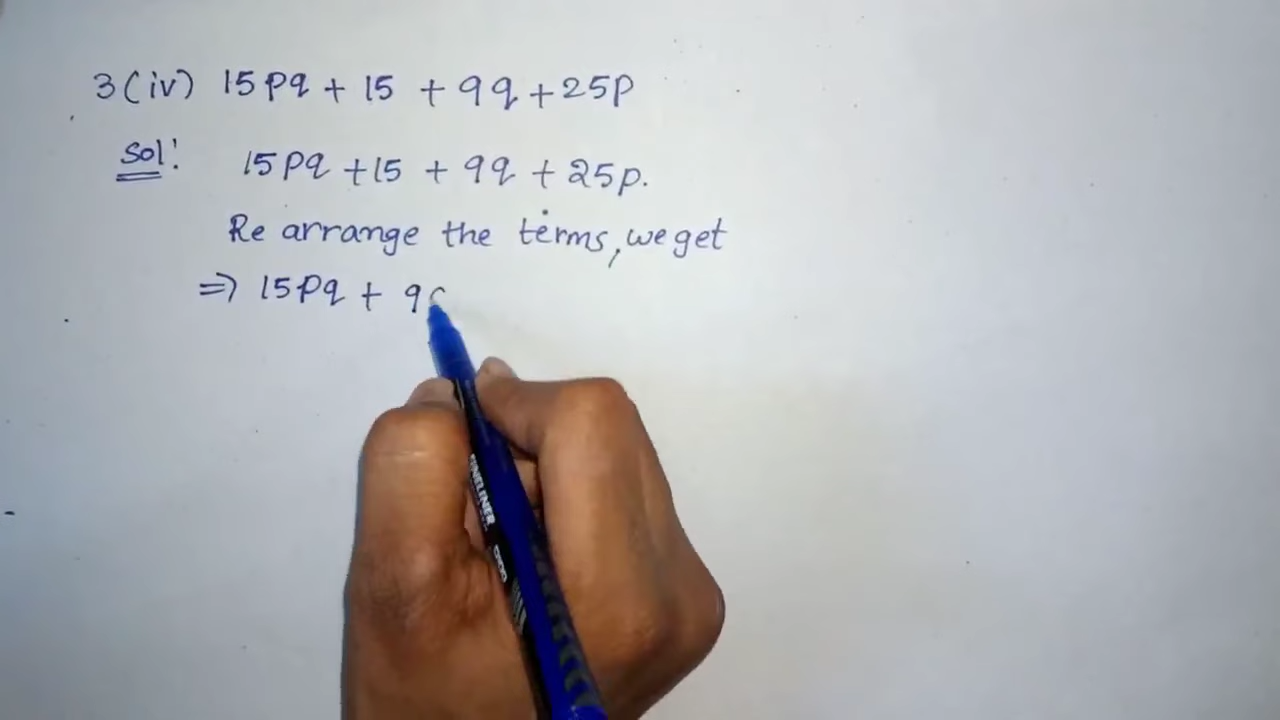 3(iv) 15pq + 15 + 9q + 25p
Sol: 15pq + 15 + 9q + 25p.
Re arrange the terms, we get
⇒ 15pq + 9
FINELINER